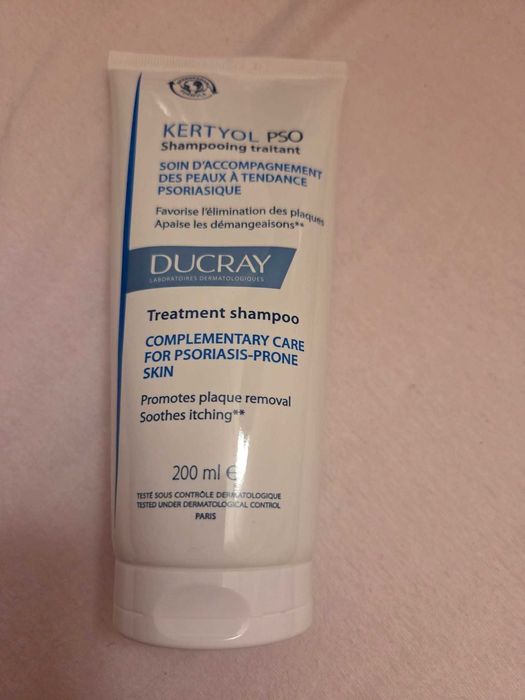 KERTYOL PSO
Shampooing traitant
SOIN D'ACCOMPAGNEMENT
DES PEAUX À TENDANCE
PSORIASIQUE
Favorise l'élimination des plaques
Apaise les démangeaisons**
DUCRAY
LABORATOIRES DERMATOLOGIQUES
Treatment shampoo
COMPLEMENTARY CARE
FOR PSORIASIS-PRONE
SKIN
Promotes plaque removal
Soothes itching**
200 ml ℮
TESTÉ SOUS CONTRÔLE DERMATOLOGIQUE
TESTED UNDER DERMATOLOGICAL CONTROL
PARIS